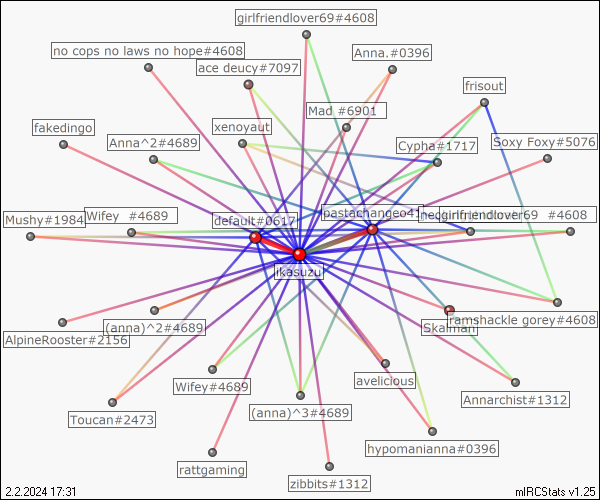 girlfriendlover69#4608
no cops no laws no hope#4608
Anna.#0396
ace deucy#7097
frisout
Mad #6901
fakedingo
xenoyaut
Anna^2#4689
Cypha#1717
Soxy Foxy#5076
Mushy#1984
Wifey #4689
default#0617
pastachangeo41
girlfriendlover69 #4608
ikasuzu
(anna)^2#4689
Skalman
ramshackle gorey#4608
AlpineRooster#2156
Wifey#4689
avelicious
Annarchist#1312
Toucan#2473
(anna)^3#4689
hypomanianna#0396
rattgaming
zibbits#1312
2.2.2024 17:31
mIRCStats v1.25